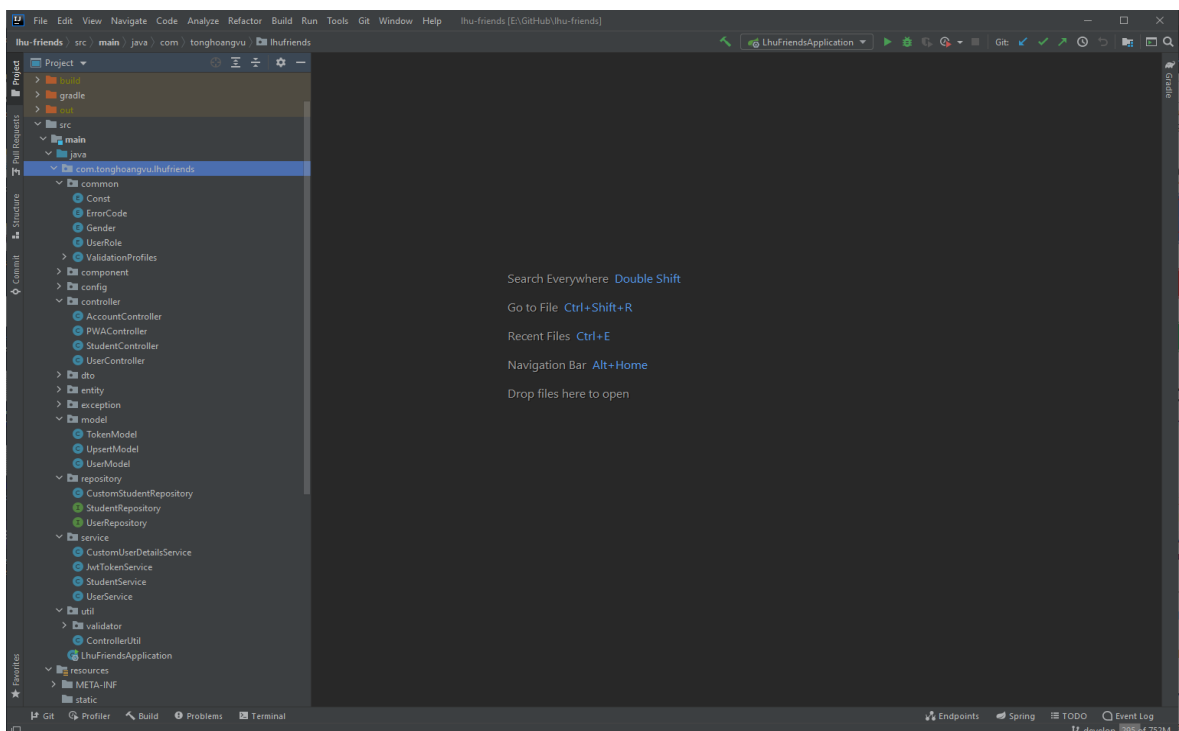 File Edit View Navigate Code Analyze Refactor Build Run Tools Git Window Help lhu-friends [E:\GitHub\lhu-friends]
lhu-friends src main java com tonghoangvu lhufriends
LhuFriendsApplication Git:
Project
Project
Gradle
Pull Requests
Structure
Commit
Favorites
build
gradle
out
src
main
java
com.tonghoangvu.lhufriends
common
Const
ErrorCode
Gender
UserRole
ValidationProfiles
component
config
controller
AccountController
PWAController
StudentController
UserController
dto
entity
exception
model
TokenModel
UpsertModel
UserModel
repository
CustomStudentRepository
StudentRepository
UserRepository
service
CustomUserDetailsService
JwtTokenService
StudentService
UserService
util
validator
ControllerUtil
LhuFriendsApplication
resources
META-INF
static
Search Everywhere Double Shift
Go to File Ctrl+Shift+R
Recent Files Ctrl+E
Navigation Bar Alt+Home
Drop files here to open
Git Profiler Build Problems Terminal Endpoints Spring TODO Event Log
develop 295 of 753M